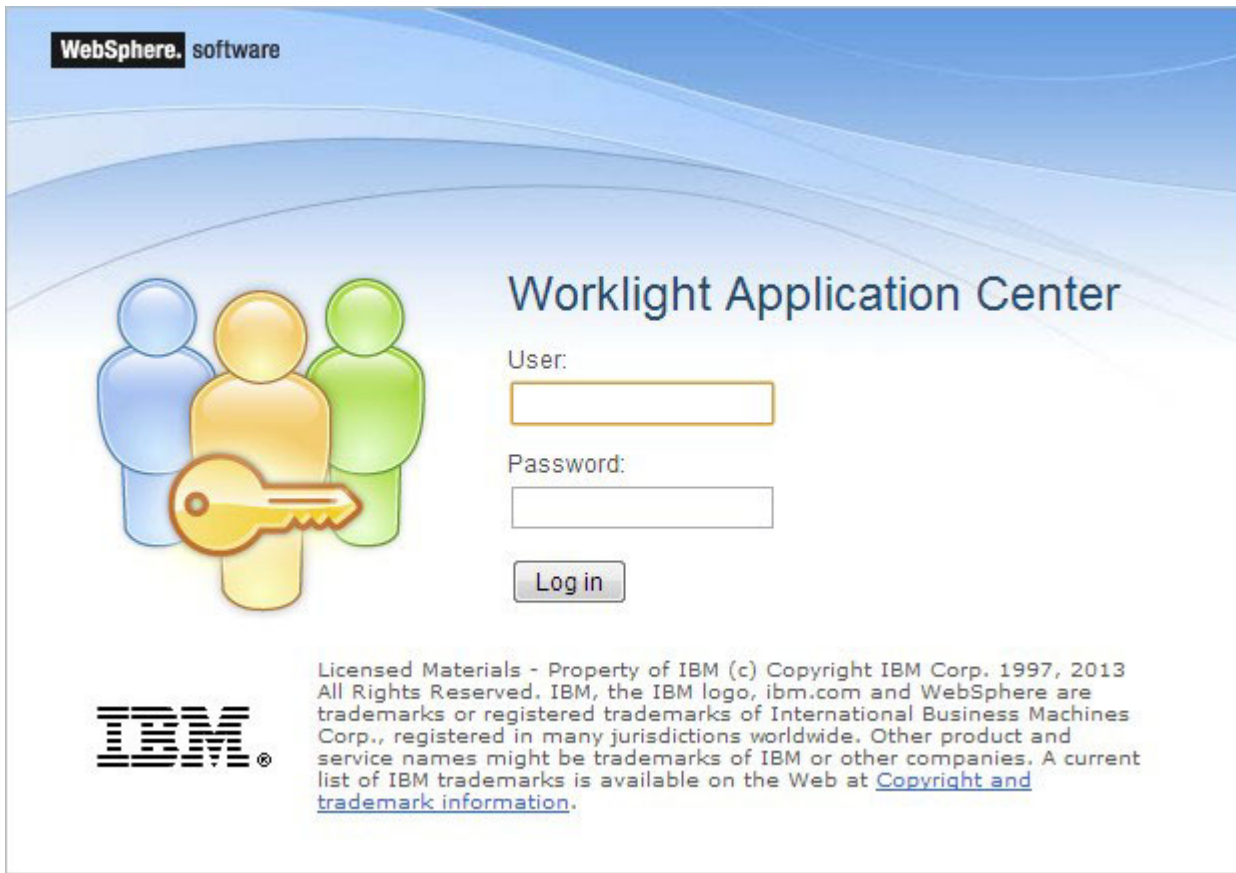 WebSphere. software
Worklight Application Center
User:
Password:
Log in
Licensed Materials - Property of IBM (c) Copyright IBM Corp. 1997, 2013
All Rights Reserved. IBM, the IBM logo, ibm.com and WebSphere are
trademarks or registered trademarks of International Business Machines
Corp., registered in many jurisdictions worldwide. Other product and
service names might be trademarks of IBM or other companies. A current
list of IBM trademarks is available on the Web at Copyright and
trademark information.
IBM®